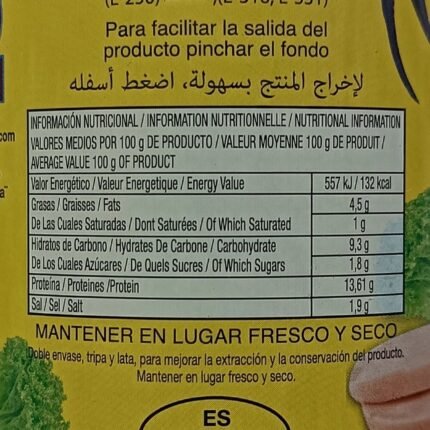 Para facilitar la salida del
producto pinchar el fondo
لإخراج المنتج بسهولة، اضغط أسفله
INFORMACIÓN NUTRICIONAL / INFORMATION NUTRITIONNELLE / NUTRITIONAL INFORMATION
VALORES MEDIOS POR 100 g DE PRODUCTO / VALEUR MOYENNE 100 g DE PRODUIT /
AVERAGE VALUE 100 g OF PRODUCT
Valor Energético / Valeur Energetique / Energy Value 557 kJ / 132 kcal
Grasas / Graisses / Fats 4,5 g
De Las Cuales Saturadas / Dont Saturées / Of Which Saturated 1 g
Hidratos de Carbono / Hydrates De Carbone / Carbohydrate 9,3 g
De Los Cuales Azúcares / De Quels Sucres / Of Which Sugars 1,8 g
Proteína / Proteines /Protein 13,61 g
Sal / Sel / Salt 1,9 g
MANTENER EN LUGAR FRESCO Y SECO
Doble envase, tripa y lata, para mejorar la extracción y la conservación del producto.
Mantener en lugar fresco y seco.
ES